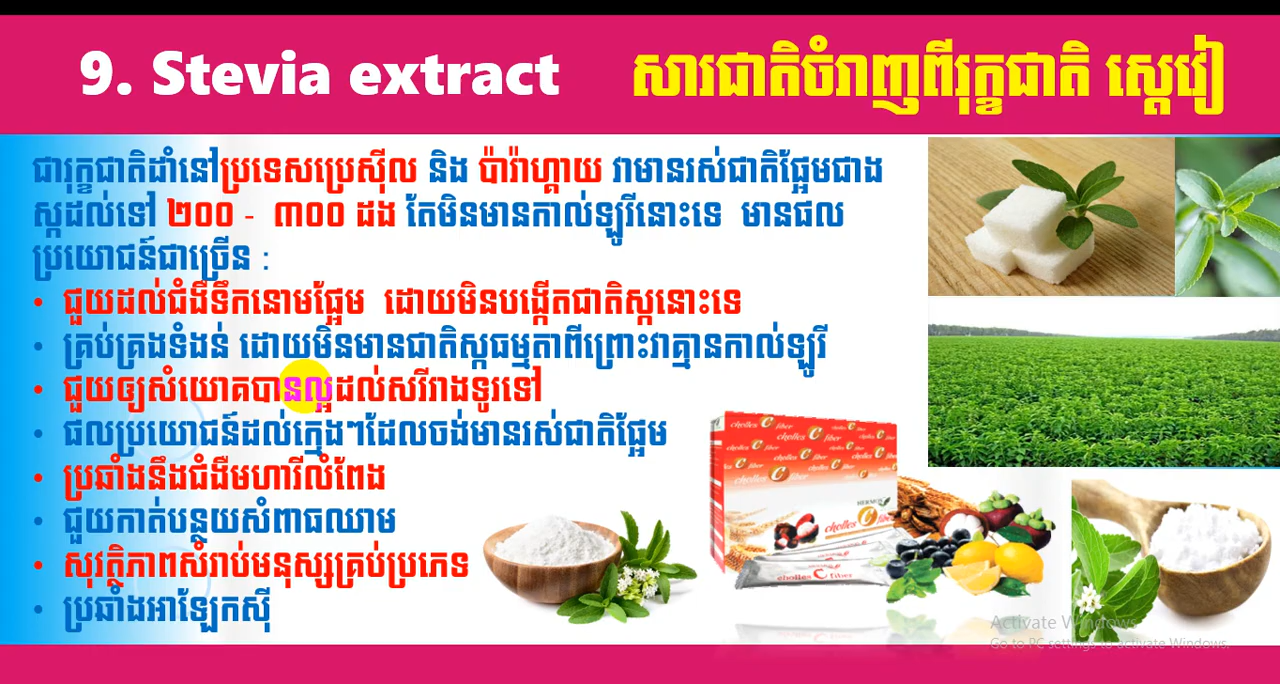 9. Stevia extract សារជាតិចំរាញពីរុក្ខជាតិ ស្តេវៀ
ជារុក្ខជាតិដាំនៅប្រទេសប្រេស៊ីល និង ប៉ារ៉ាហ្គាយ វាមានរស់ជាតិផ្អែមជាង
ស្កដល់ទៅ ២០០ - ៣០០ ដង តែមិនមានកាល់ឡូរីនោះទេ មានផល
ប្រយោជន៍ជាច្រើន :
• ជួយដល់ជំងឺទឹកនោមផ្អែម ដោយមិនបង្កើតជាតិស្កនោះទេ
• គ្រប់គ្រងទំងន់ ដោយមិនមានជាតិស្កធម្មតាពីព្រោះវាគ្មានកាល់ឡូរី
• ជួយឲ្យសំយោគបានល្អដល់សរីរាងទូរទៅ
• ផលប្រយោជន៍ដល់ក្មេងៗដែលចង់មានរស់ជាតិផ្អែម
• ប្រឆាំងនឹងជំងឺមហារីលំពែង
• ជួយកាត់បន្ថយសំពាធឈាម
• សុវត្ថិភាពសំរាប់មនុស្សគ្រប់ប្រភេទ
• ប្រឆាំងអាឡែកស៊ី
cholles C fiber
cholles C fiber
Activate Windows
Go to PC settings to activate Windows.